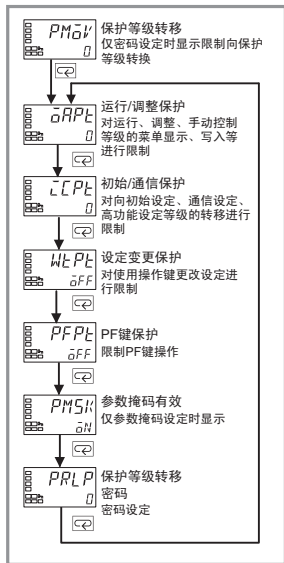 PMōV
0
保护等级转移
仅密码设定时显示限制向保护
等级转换
ōAPt
0
运行/调整保护
对运行、调整、手动控制
等级的菜单显示、写入等
进行限制
ICPt
0
初始/通信保护
对向初始设定、通信设定、
高功能设定等级的转移进行
限制
WtPt
ōFF
设定变更保护
对使用操作键更改设定进
行限制
PFPt
ōFF
PF键保护
限制PF键操作
PMSK
ōN
参数掩码有效
仅参数掩码设定时显示
PRLP
0
保护等级转移
密码
密码设定